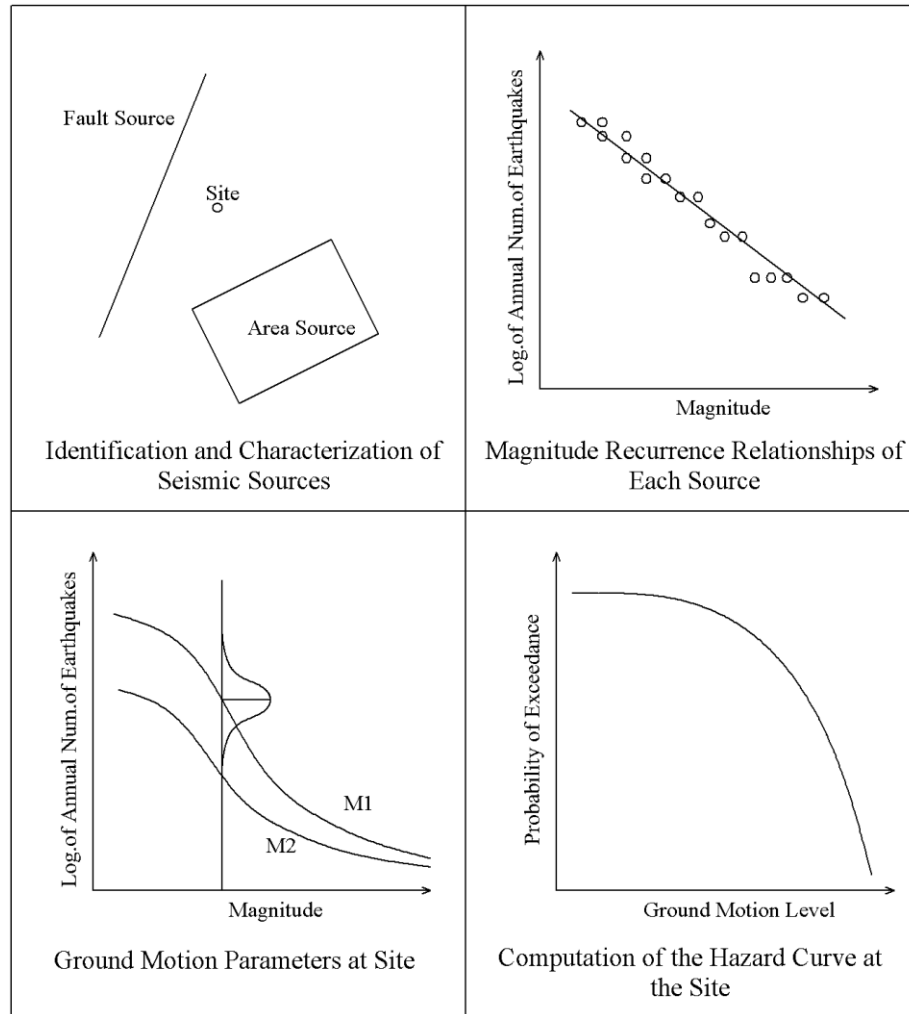 Fault Source
Site
Area Source
Identification and Characterization of
Seismic Sources
Log.of Annual Num.of Earthquakes
Magnitude
Magnitude Recurrence Relationships of
Each Source
Log.of Annual Num.of Earthquakes
M1
M2
Magnitude
Ground Motion Parameters at Site
Probability of Exceedance
Ground Motion Level
Computation of the Hazard Curve at
the Site